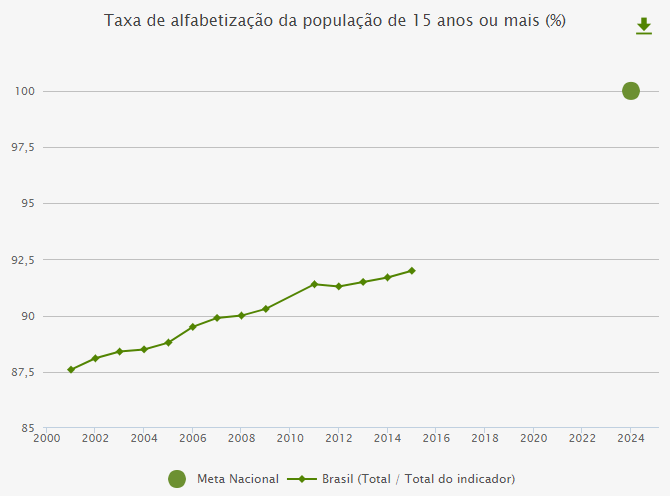 Taxa de alfabetização da população de 15 anos ou mais (%)
100
97,5
95
92,5
90
87,5
85
2000 2002 2004 2006 2008 2010 2012 2014 2016 2018 2020 2022 2024
Meta Nacional Brasil (Total / Total do indicador)